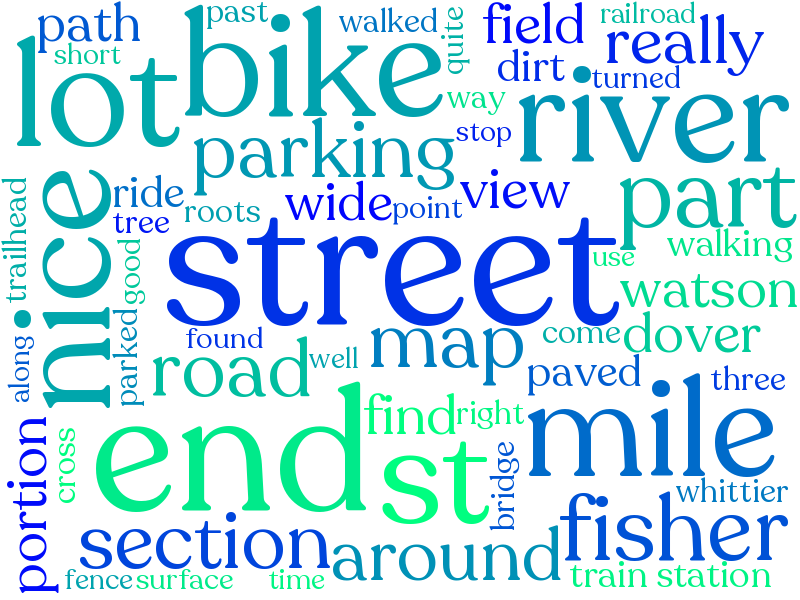 path
past
walked
quite
field
railroad
really
short
lot
bike
dirt
turned
way
river
stop
parking
nice
ride
wide
point
view
part
trailhead
tree
roots
good
street
use
walking
watson
along
parked
found
road
well
map
come
dover
paved
three
portion
cross
end
find
right
st
bridge
mile
whittier
section
around
fisher
fence
surface
time
train station